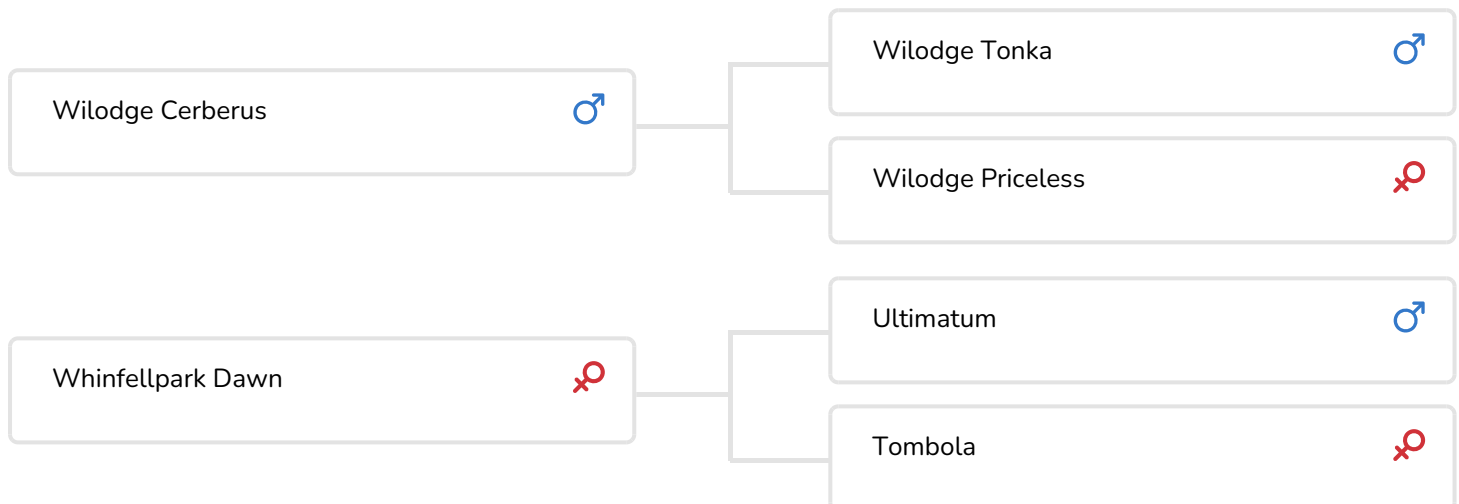 Wilodge Tonka
Wilodge Cerberus
Wilodge Priceless
Ultimatum
Whinfellpark Dawn
Tombola